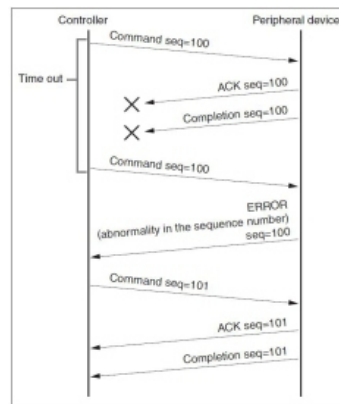 Controller
Peripheral device
Command seq=100
Time out
ACK seq=100
Completion seq=100
Command seq=100
ERROR
(abnormality in the sequence number)
seq=100
Command seq=101
ACK seq=101
Completion seq=101